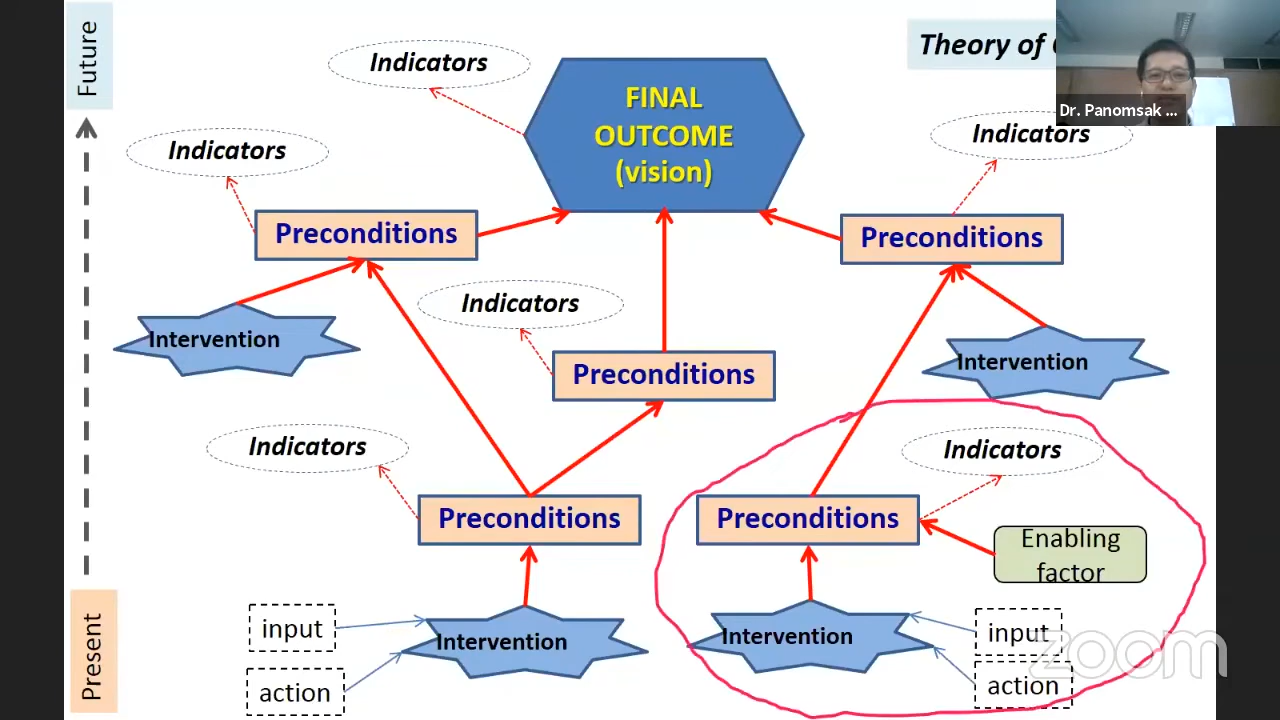 Future
Indicators
FINAL
OUTCOME
(vision)
Theory of
Dr. Panomsak ...
Indicators
Indicators
Preconditions
Preconditions
Indicators
Intervention
Preconditions
Intervention
Indicators
Indicators
Preconditions
Preconditions
Enabling
factor
Present
input
Intervention
Intervention
input
action
action
zoom